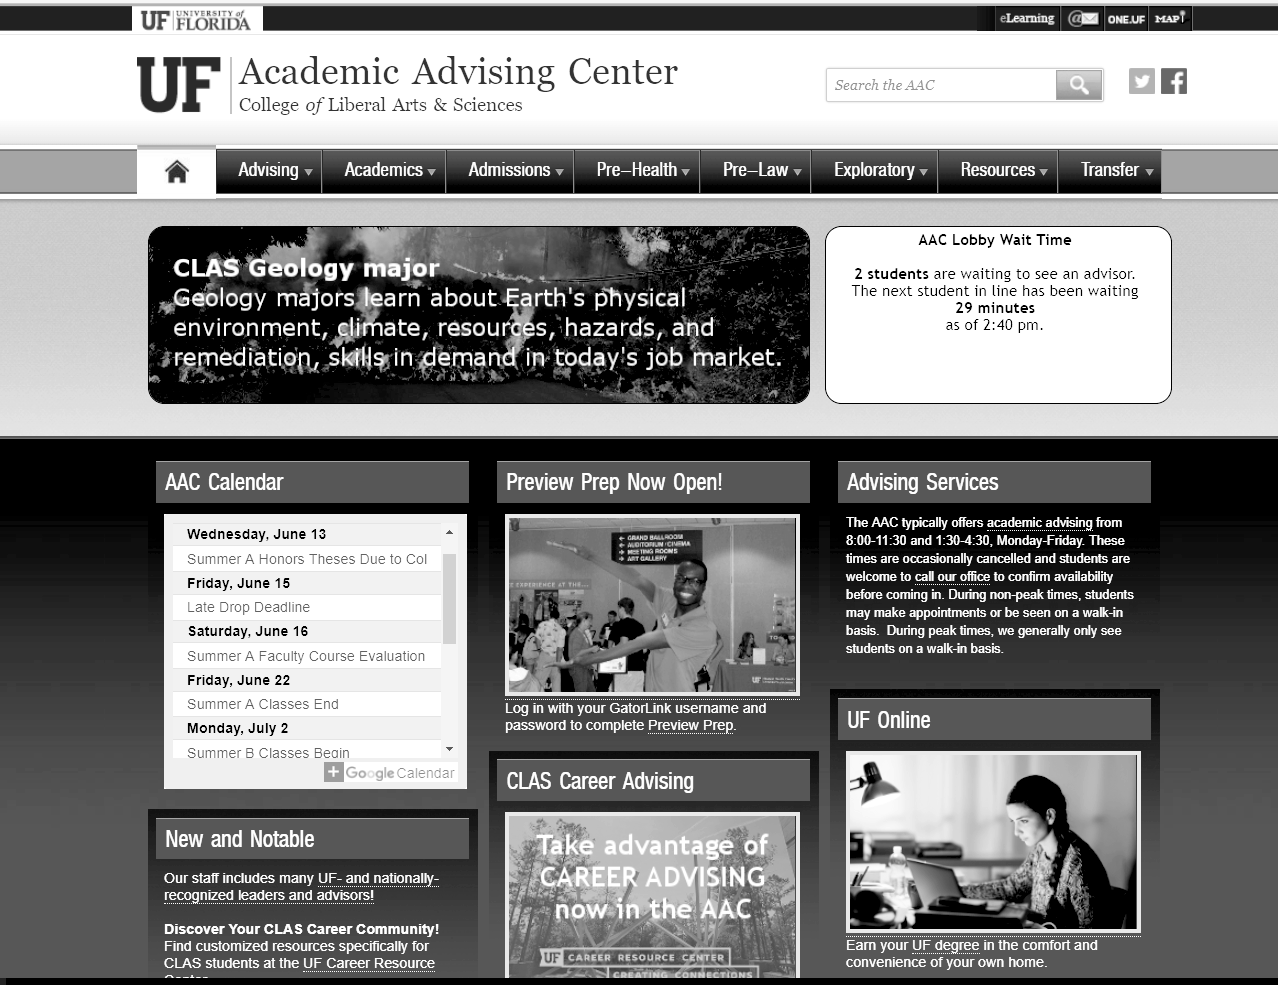 UF UNIVERSITY of FLORIDA
eLearning
ONE.UF
MAP
UF Academic Advising Center
College of Liberal Arts & Sciences
Search the AAC
Advising
Academics
Admissions
Pre–Health
Pre–Law
Exploratory
Resources
Transfer
CLAS Geology major
Geology majors learn about Earth's physical
environment, climate, resources, hazards, and
remediation, skills in demand in today's job market.
AAC Lobby Wait Time
2 students are waiting to see an advisor.
The next student in line has been waiting
29 minutes
as of 2:40 pm.
AAC Calendar
Wednesday, June 13
Summer A Honors Theses Due to Col
Friday, June 15
Late Drop Deadline
Saturday, June 16
Summer A Faculty Course Evaluation
Friday, June 22
Summer A Classes End
Monday, July 2
Summer B Classes Begin
Google Calendar
New and Notable
Our staff includes many UF- and nationally-
recognized leaders and advisors!
Discover Your CLAS Career Community!
Find customized resources specifically for
CLAS students at the UF Career Resource
Center
Preview Prep Now Open!
GRAND BALLROOM
AUDITORIUM / CINEMA
MEETING ROOMS
ART GALLERY
EXPERIENCE AT THE...
UF
Log in with your GatorLink username and
password to complete Preview Prep.
CLAS Career Advising
Take advantage of
CAREER ADVISING
now in the AAC
UF CAREER RESOURCE CENTER
CREATING CONNECTIONS
Advising Services
The AAC typically offers academic advising from
8:00-11:30 and 1:30-4:30, Monday-Friday. These
times are occasionally cancelled and students are
welcome to call our office to confirm availability
before coming in. During non-peak times, students
may make appointments or be seen on a walk-in
basis. During peak times, we generally only see
students on a walk-in basis.
UF Online
Earn your UF degree in the comfort and
convenience of your own home.